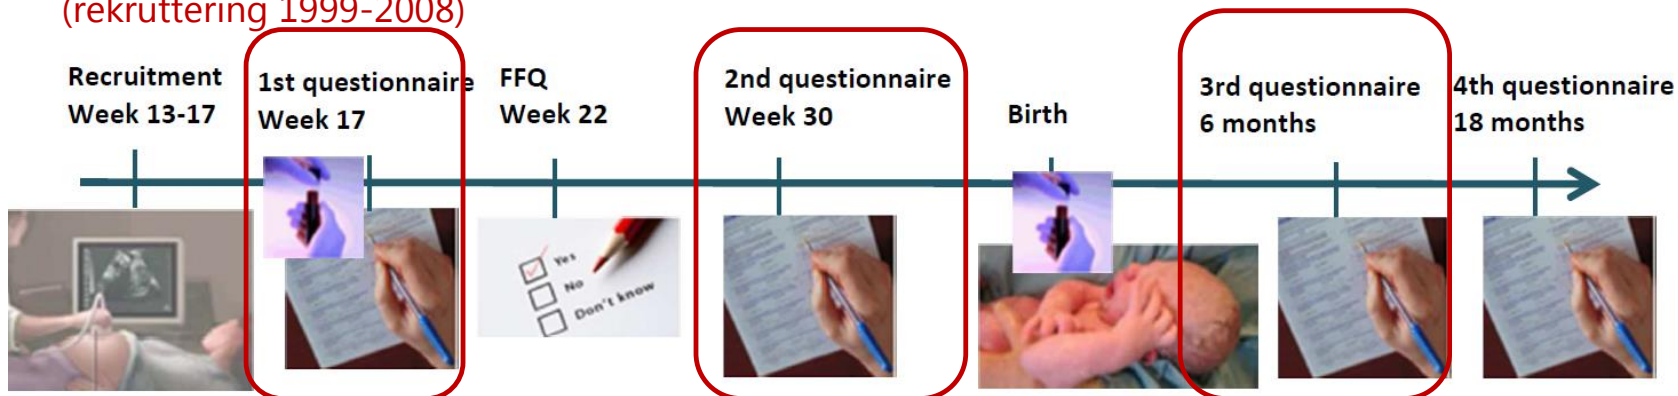 (rekruttering 1999-2008)
Recruitment
Week 13-17
1st questionnaire
Week 17
FFQ
Week 22
2nd questionnaire
Week 30
Birth
3rd questionnaire
6 months
4th questionnaire
18 months
Yes
No
Don't know